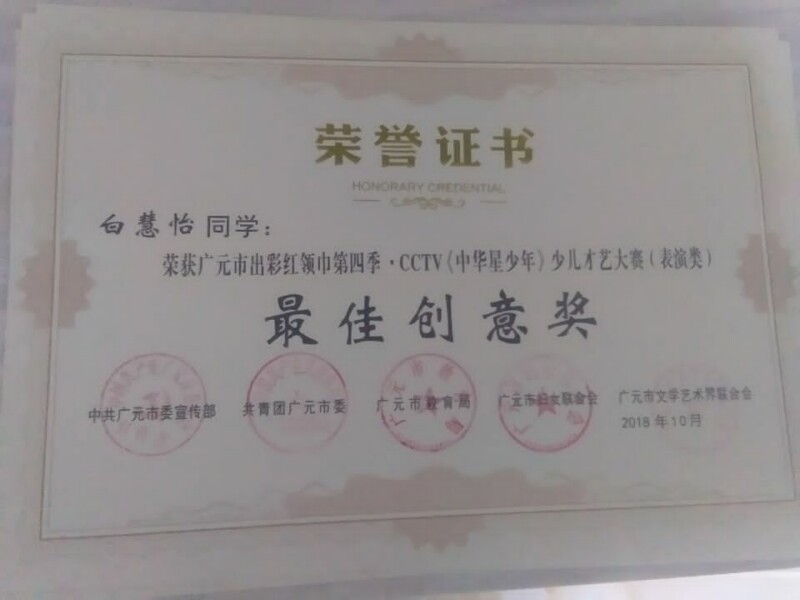 荣誉证书
HONORARY CREDENTIAL
白慧怡同学：
荣获广元市出彩红领巾第四季·CCTV《中华星少年》少儿才艺大赛（表演类）
最佳创意奖
中共广元市委宣传部 共青团广元市委 广元市教育局 广元市妇女联合会 广元市文学艺术界联合会
2018年10月